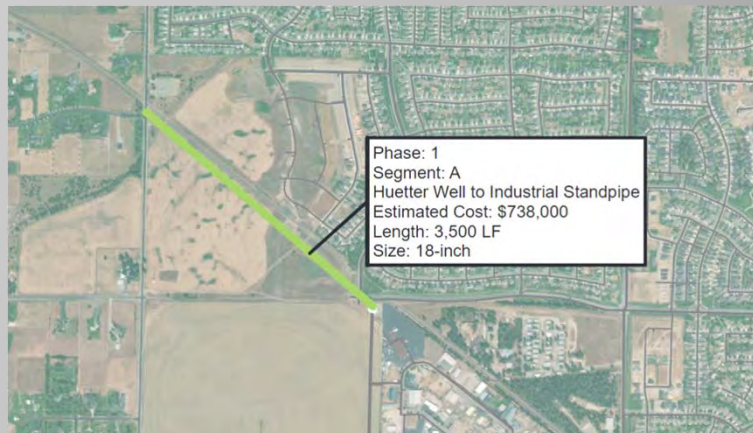 Phase: 1
Segment: A
Huetter Well to Industrial Standpipe
Estimated Cost: $738,000
Length: 3,500 LF
Size: 18-inch